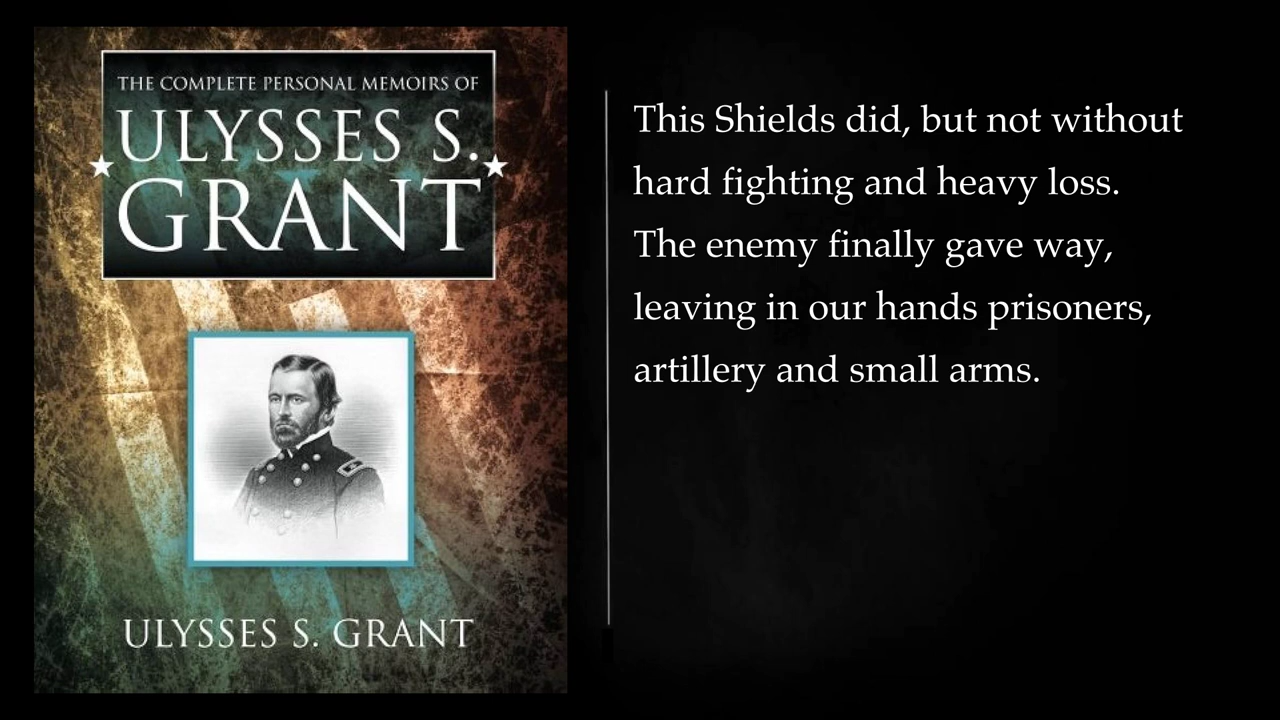 THE COMPLETE PERSONAL MEMOIRS OF
ULYSSES S.
GRANT
ULYSSES S. GRANT
This Shields did, but not without
hard fighting and heavy loss.
The enemy finally gave way,
leaving in our hands prisoners,
artillery and small arms.